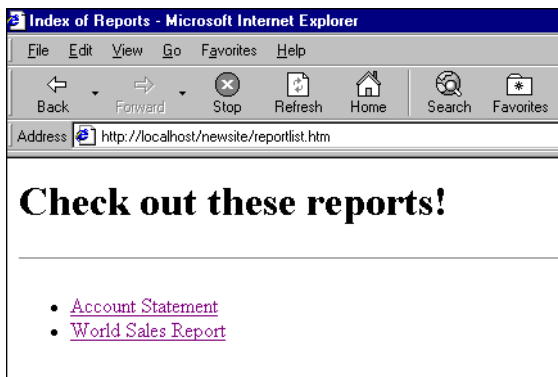 Index of Reports - Microsoft Internet Explorer
File Edit View Go Favorites Help
Back Forward Stop Refresh Home Search Favorites
Address http://localhost/newsite/reportlist.htm
Check out these reports!
Account Statement
World Sales Report